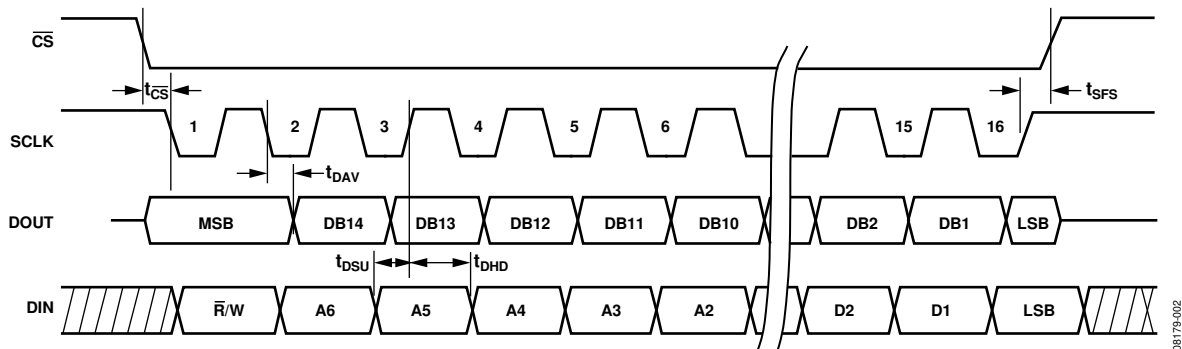 CS
tCS
tSFS
SCLK
1 2 3 4 5 6 15 16
tDAV
DOUT
MSB DB14 DB13 DB12 DB11 DB10 DB2 DB1 LSB
tDSU tDHD
DIN
R/W A6 A5 A4 A3 A2 D2 D1 LSB
08179-002